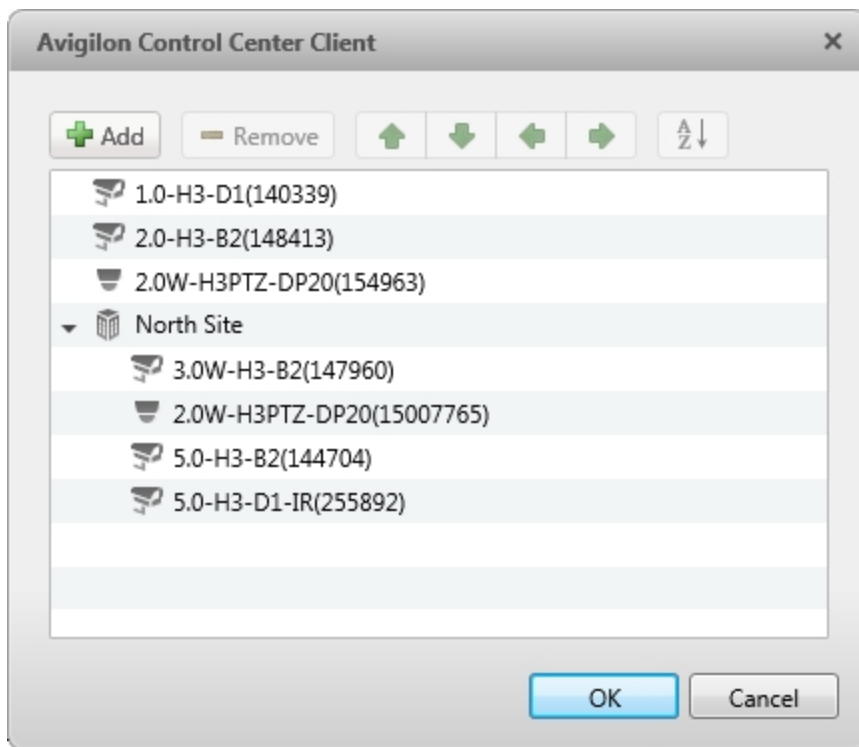 Avigilon Control Center Client
Add Remove A Z
1.0-H3-D1(140339)
2.0-H3-B2(148413)
2.0W-H3PTZ-DP20(154963)
North Site
3.0W-H3-B2(147960)
2.0W-H3PTZ-DP20(15007765)
5.0-H3-B2(144704)
5.0-H3-D1-IR(255892)
OK Cancel